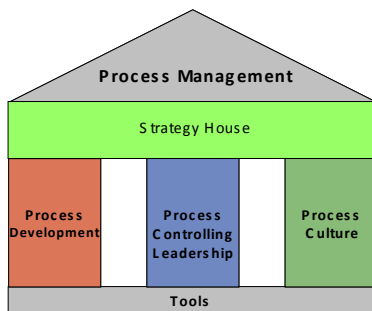 Process Management
Strategy House
Process
Development
Process
Controlling
Leadership
Process
Culture
Tools